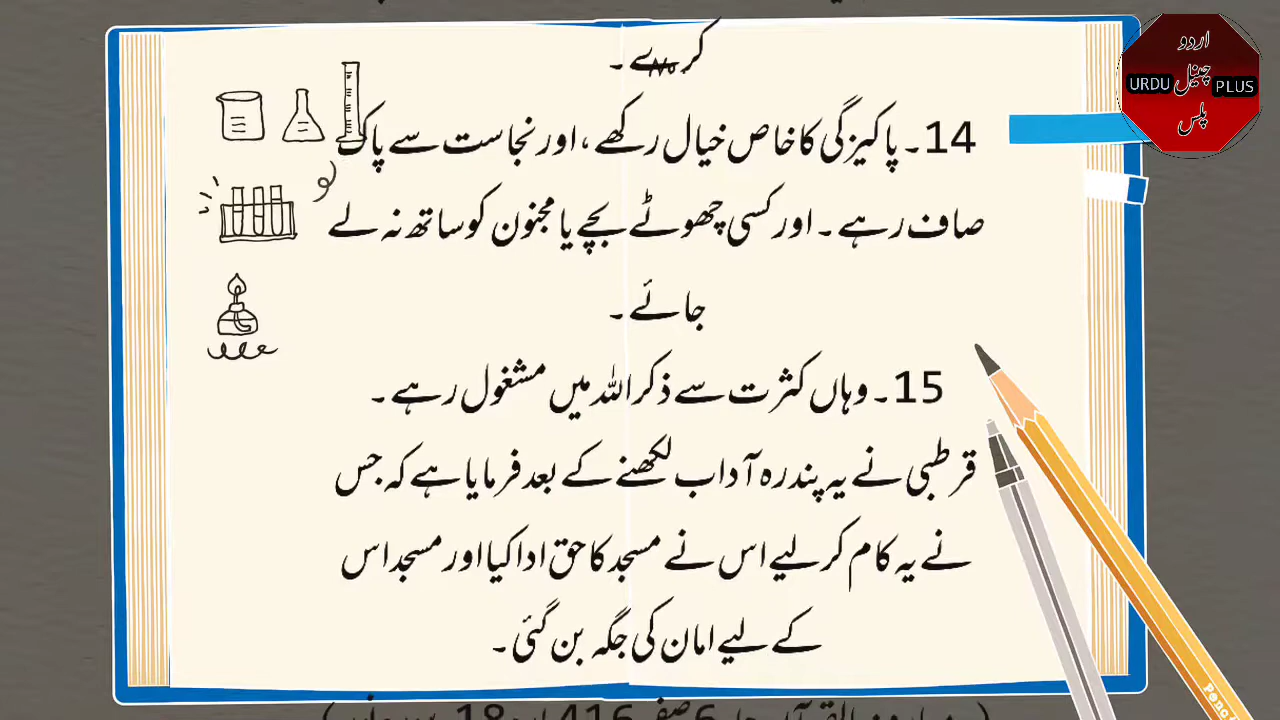 کرے۔
14۔ پاکیزگی کا خاص خیال رکھے، اور نجاست سے پاک
صاف رہے۔ اور کسی چھوٹے بچے یا مجنون کو ساتھ نہ لے
جائے۔
15۔ وہاں کثرت سے ذکر اللہ میں مشغول رہے۔
قرطبی نے یہ پندرہ آداب لکھنے کے بعد فرمایا ہے کہ جس
نے یہ کام کر لیے اس نے مسجد کا حق ادا کیا اور مسجد اس
کے لیے امان کی جگہ بن گئی۔
اردو
URDU چینل PLUS
پلس